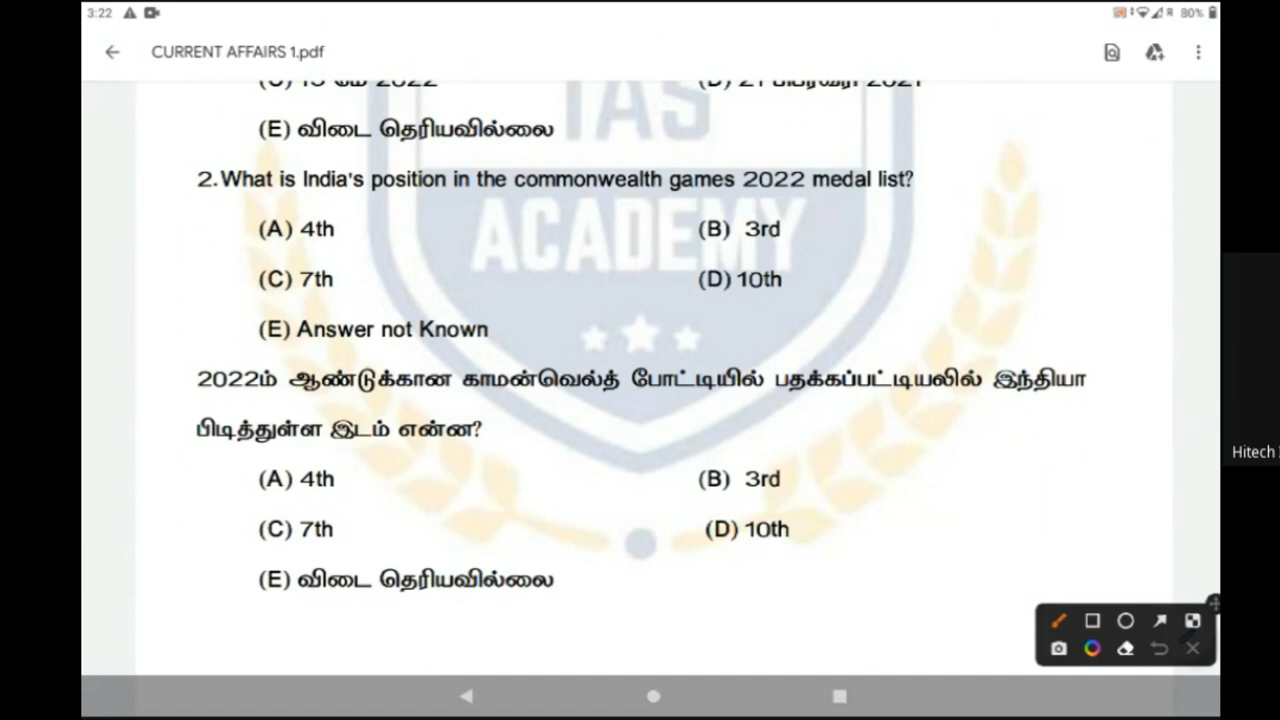 3:22
80%
CURRENT AFFAIRS 1.pdf
(E) விடை தெரியவில்லை
2.What is India's position in the commonwealth games 2022 medal list?
(A) 4th (B) 3rd
(C) 7th (D) 10th
(E) Answer not Known
2022ம் ஆண்டுக்கான காமன்வெல்த் போட்டியில் பதக்கப்பட்டியலில் இந்தியா
பிடித்துள்ள இடம் என்ன?
(A) 4th (B) 3rd
(C) 7th (D) 10th
(E) விடை தெரியவில்லை
ACADEMY
Hitech